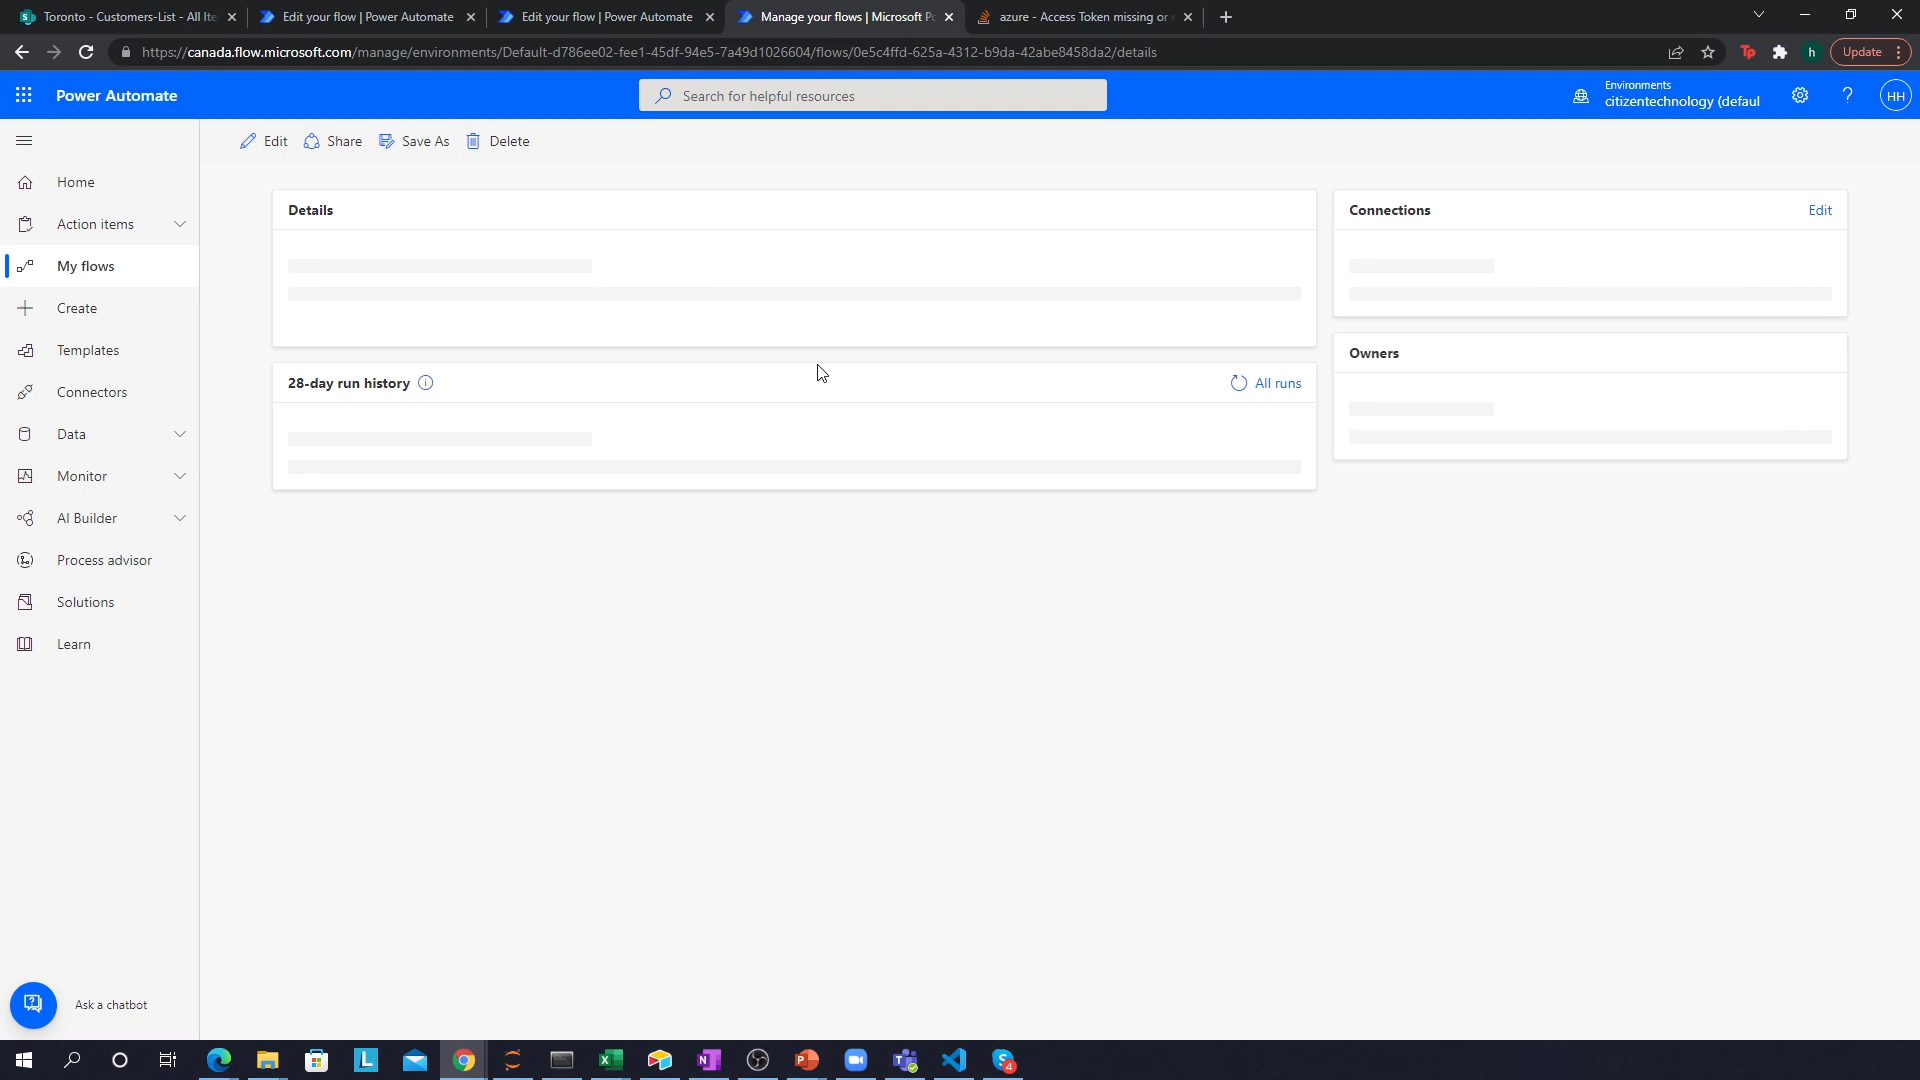 Toronto - Customers-List - All Ite
Edit your flow | Power Automate
Edit your flow | Power Automate
Manage your flows | Microsoft Po
azure - Access Token missing or
https://canada.flow.microsoft.com/manage/environments/Default-d786ee02-fee1-45df-94e5-7a49d1026604/flows/0e5c4ffd-625a-4312-b9da-42abe8458da2/details
Tp
h
Update
Power Automate
Search for helpful resources
Environments
citizentechnology (defaul
?
HH
Edit
Share
Save As
Delete
Home
Action items
My flows
Create
Templates
Connectors
Data
Monitor
AI Builder
Process advisor
Solutions
Learn
Ask a chatbot
Details
28-day run history
All runs
Connections
Edit
Owners
4